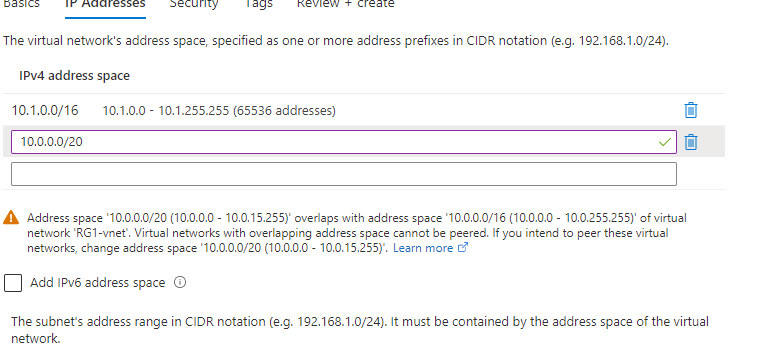 Basics IP Addresses Security Tags Review + create
The virtual network's address space, specified as one or more address prefixes in CIDR notation (e.g. 192.168.1.0/24).
IPv4 address space
10.1.0.0/16 10.1.0.0 - 10.1.255.255 (65536 addresses)
10.0.0.0/20
Address space '10.0.0.0/20 (10.0.0.0 - 10.0.15.255)' overlaps with address space '10.0.0.0/16 (10.0.0.0 - 10.0.255.255)' of virtual
network 'RG1-vnet'. Virtual networks with overlapping address space cannot be peered. If you intend to peer these virtual
networks, change address space '10.0.0.0/20 (10.0.0.0 - 10.0.15.255)'. Learn more
Add IPv6 address space
The subnet's address range in CIDR notation (e.g. 192.168.1.0/24). It must be contained by the address space of the virtual
network.